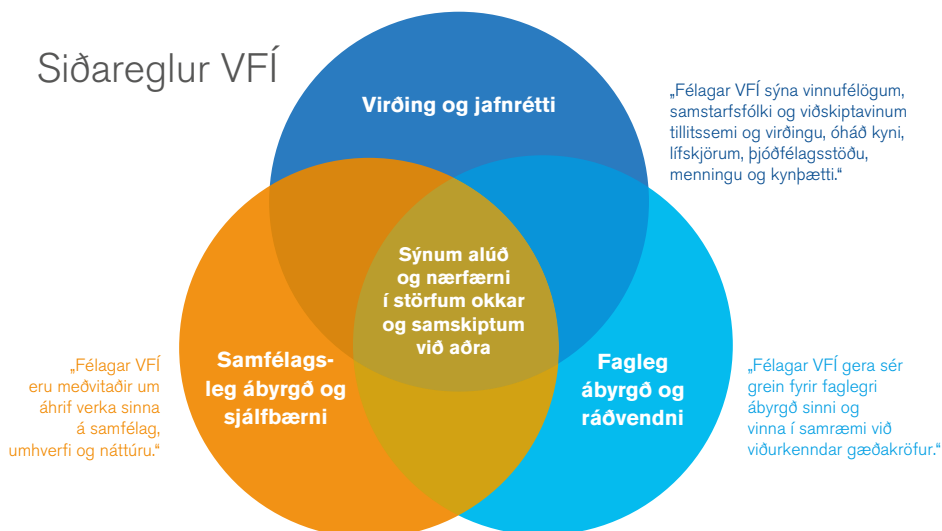 Siðareglur VFÍ
Virðing og jafnrétti
„Félagar VFÍ sýna vinnufélögum,
samstarfsfólki og viðskiptavinum
tillitssemi og virðingu, óháð kyni,
lífskjörum, þjóðfélagsstöðu,
menningu og kynþætti.“
Sýnum alúð
og nærfærni
í störfum okkar
og samskiptum
við aðra
„Félagar VFÍ
eru meðvitaðir um
áhrif verka sinna
á samfélag,
umhverfi og náttúru.“
Samfélags-
leg ábyrgð og
sjálfbærni
Fagleg
ábyrgð og
ráðvendni
„Félagar VFÍ gera sér
grein fyrir faglegri
ábyrgð sinni og
vinna í samræmi við
viðurkenndar gæðakröfur.“